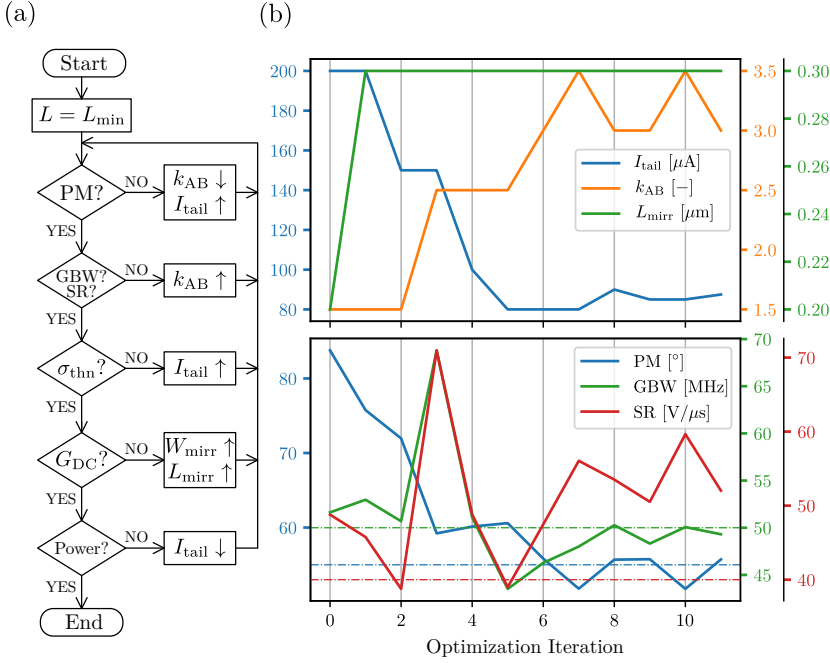 (a)
Start
L = L_min
PM?
NO
k_AB ↓
I_tail ↑
YES
GBW?
SR?
NO
k_AB ↑
YES
σ_thn?
NO
I_tail ↑
YES
G_DC?
NO
W_mirr ↑
L_mirr ↑
YES
Power?
NO
I_tail ↓
YES
End
(b)
200
180
160
140
120
100
80
I_tail [μA]
k_AB [−]
L_mirr [μm]
3.5
3.0
2.5
2.0
1.5
0.30
0.28
0.26
0.24
0.22
0.20
80
70
60
PM [°]
GBW [MHz]
SR [V/μs]
70
65
60
55
50
45
70
60
50
40
0 2 4 6 8 10
Optimization Iteration